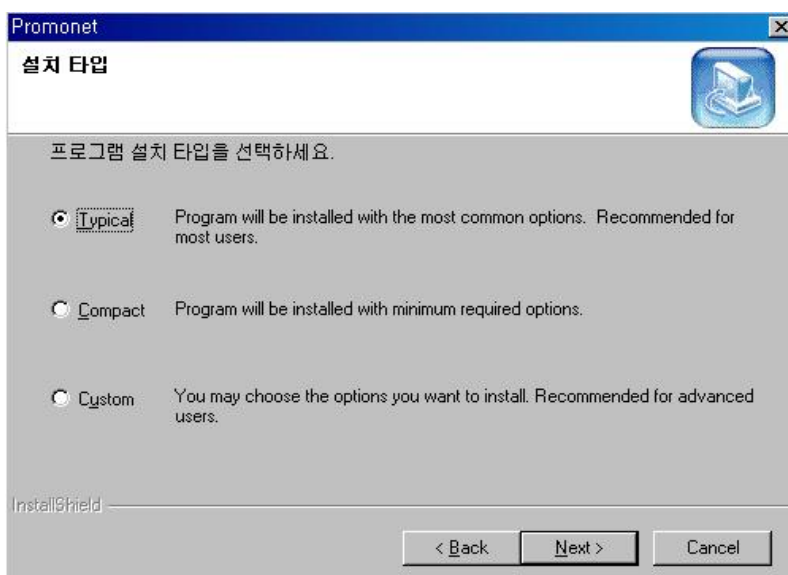 Promonet
설치 타입
프로그램 설치 타입을 선택하세요.
Typical
Program will be installed with the most common options. Recommended for
most users.
Compact
Program will be installed with minimum required options.
Custom
You may choose the options you want to install. Recommended for advanced
users.
InstallShield
< Back
Next >
Cancel